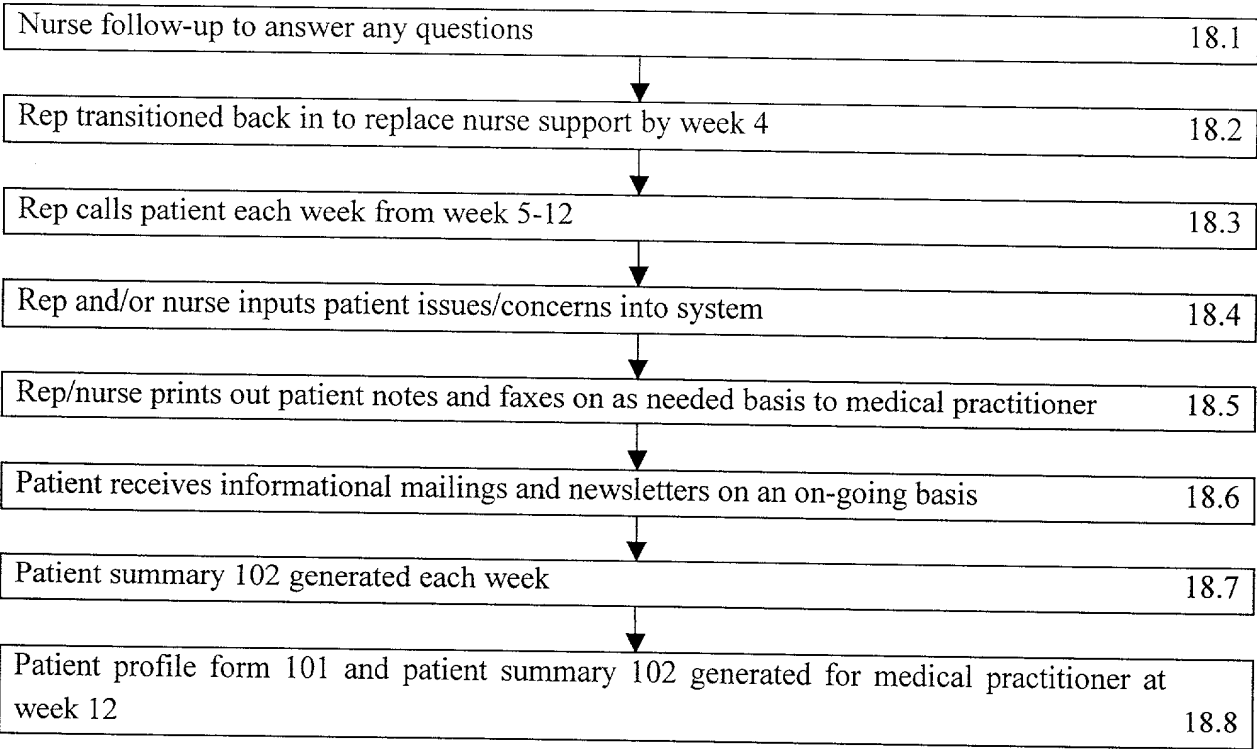 Nurse follow-up to answer any questions 18.1
Rep transitioned back in to replace nurse support by week 4 18.2
Rep calls patient each week from week 5-12 18.3
Rep and/or nurse inputs patient issues/concerns into system 18.4
Rep/nurse prints out patient notes and faxes on as needed basis to medical practitioner 18.5
Patient receives informational mailings and newsletters on an on-going basis 18.6
Patient summary 102 generated each week 18.7
Patient profile form 101 and patient summary 102 generated for medical practitioner at
week 12 18.8